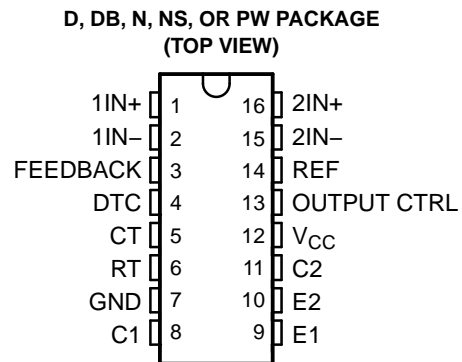 D, DB, N, NS, OR PW PACKAGE
(TOP VIEW)
1IN+ 1 16 2IN+
1IN− 2 15 2IN−
FEEDBACK 3 14 REF
DTC 4 13 OUTPUT CTRL
CT 5 12 VCC
RT 6 11 C2
GND 7 10 E2
C1 8 9 E1